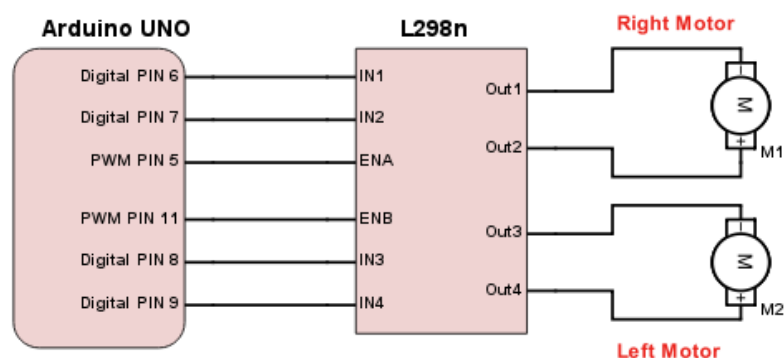 Arduino UNO
L298n
Right Motor
Digital PIN 6
IN1
Out1
Digital PIN 7
IN2
Out2
PWM PIN 5
ENA
M
M1
PWM PIN 11
ENB
Out3
Digital PIN 8
IN3
Out4
Digital PIN 9
IN4
M
M2
Left Motor